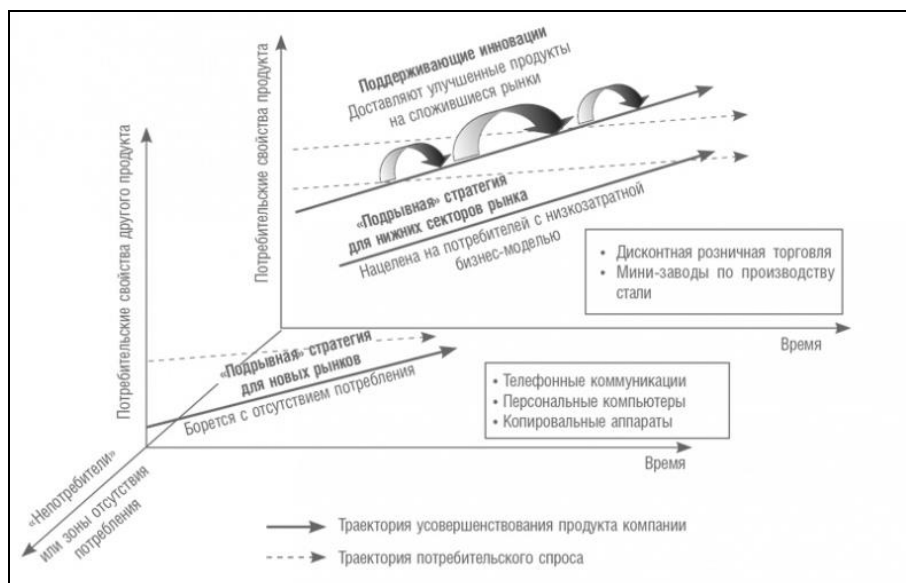 Поддерживающие инновации
Доставляют улучшенные продукты
на сложившиеся рынки
Потребительские свойства продукта
«Подрывная» стратегия
для нижних секторов рынка
Нацелена на потребителей с низкозатратной
бизнес-моделью
• Дисконтная розничная торговля
• Мини-заводы по производству
стали
Время
Потребительские свойства другого продукта
«Подрывная» стратегия
для новых рынков
Борется с отсутствием потребления
• Телефонные коммуникации
• Персональные компьютеры
• Копировальные аппараты
Время
«Непотребители»
или зоны отсутствия
потребления
Траектория усовершенствования продукта компании
Траектория потребительского спроса